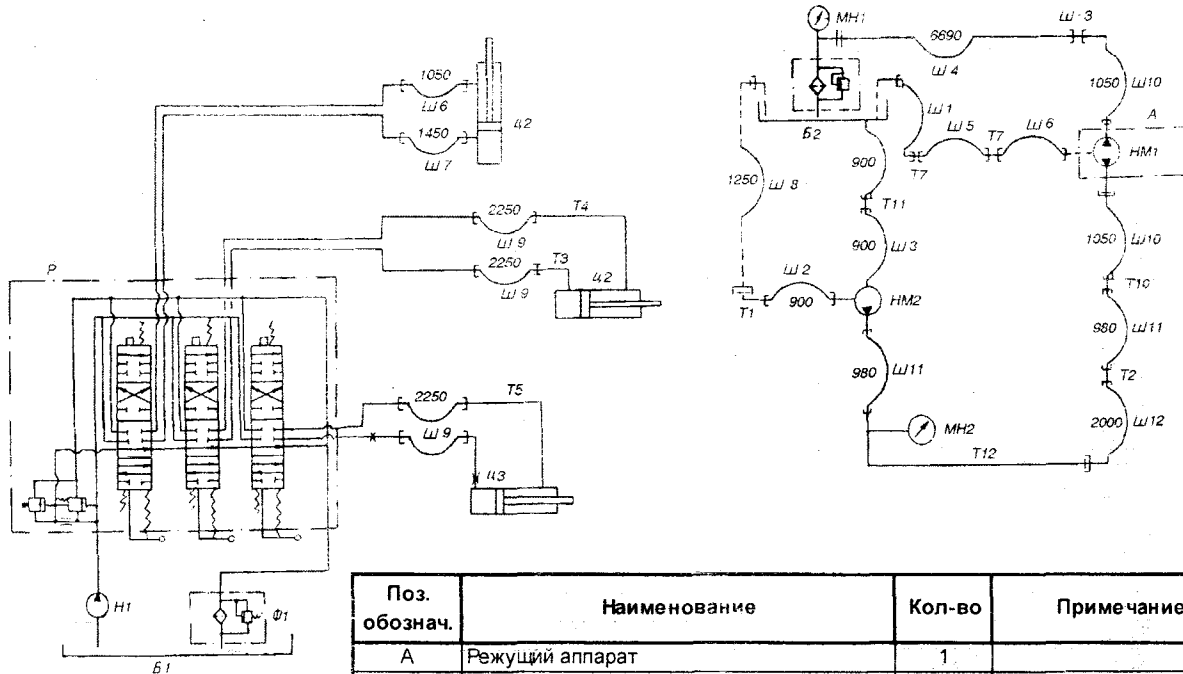 1050
Ш 6
1450
Ш 7
Ц2
2250
Т4
Ш 9
2250
Т3
Ш 9
Ц2
Р
2250
Т5
Ш 9
Ц3
Н1
Ф1
Б1
МН1
6690
Ш 4
Ш 3
1050
Ш10
А
Б2
Ш 1
Ш 5
Т7
Ш 6
Т7
НМ1
900
1250
Ш 8
Т11
900
Ш 3
1050
Ш10
Ш 2
900
Т1
НМ2
Т10
980
Ш11
980
Ш11
Т2
2000
Ш12
МН2
Т12
Поз. обознач.
Наименование
Кол-во
Примечание
А
Режущий аппарат
1